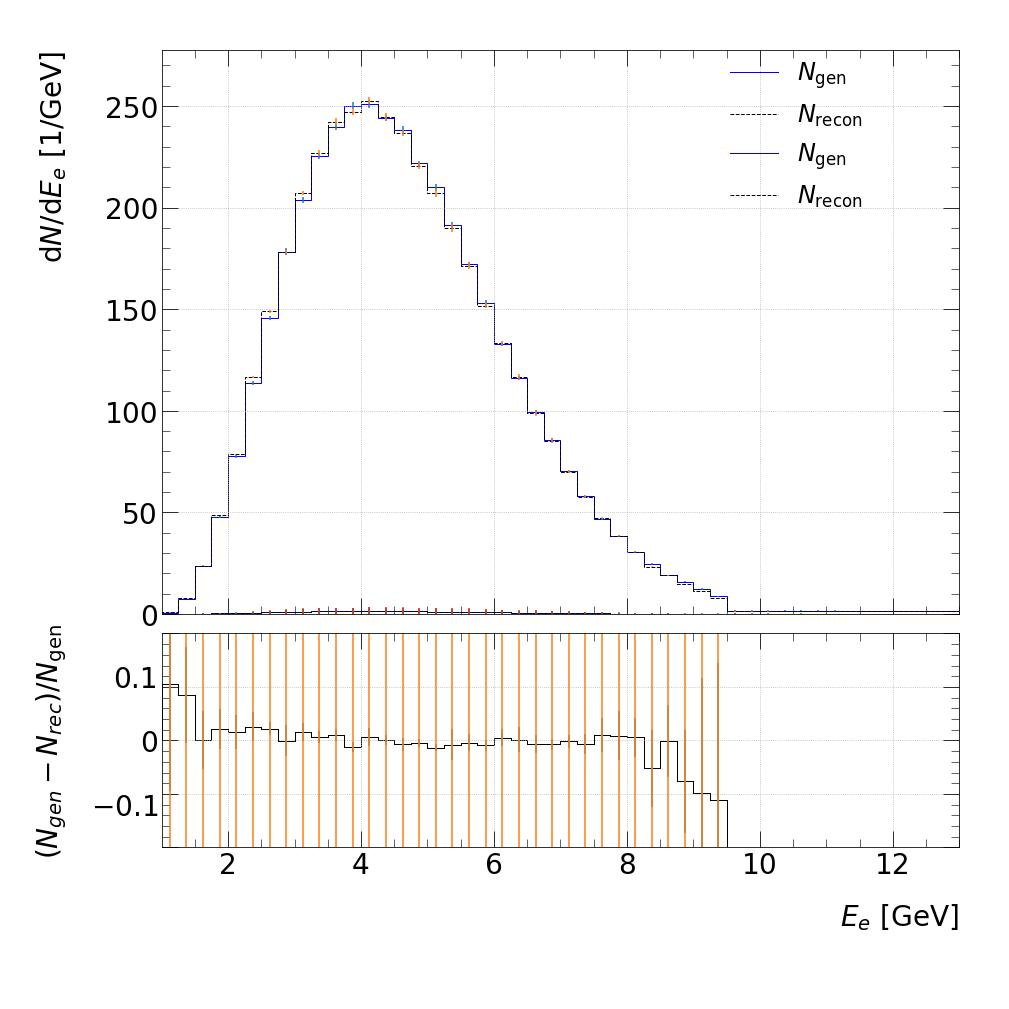 dN/dE_e [1/GeV]
250
200
150
100
50
0
N_gen
N_recon
N_gen
N_recon
(N_gen − N_rec)/N_gen
0.1
0
−0.1
2 4 6 8 10 12
E_e [GeV]